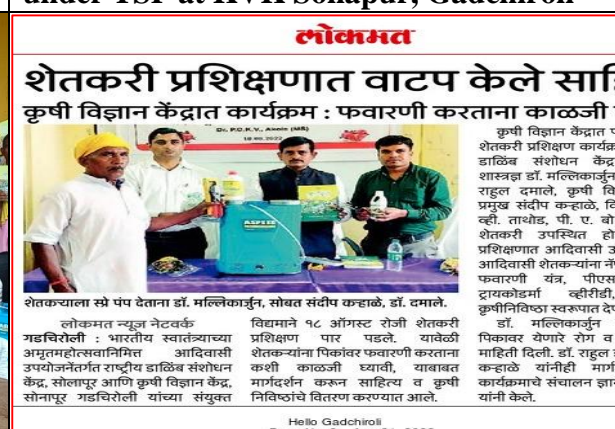 under TSP at KVK Sonapur, Gadchiroli
लोकमत
शेतकरी प्रशिक्षणात वाटप केले
कृषी विज्ञान केंद्रात कार्यक्रम : फवारणी करताना काळजी
Dr. P.D.K.V., Akola (MS)
शेतकऱ्याला स्प्रे पंप देताना डॉ. मल्लिकार्जुन, सोबत संदीप कऱ्हाळे, डॉ. दमाले.
लोकमत न्यूज नेटवर्क
गडचिरोली : भारतीय स्वातंत्र्याच्या
अमृतमहोत्सवानिमित्त आदिवासी
उपयोजनेंतर्गत राष्ट्रीय डाळिंब संशोधन
केंद्र, सोलापूर आणि कृषी विज्ञान केंद्र,
सोनापूर गडचिरोली यांच्या संयुक्त
विद्यमाने १८ ऑगस्ट रोजी शेतकरी
प्रशिक्षण पार पडले. यावेळी
शेतकऱ्यांना पिकांवर फवारणी करताना
कशी काळजी घ्यावी, याबाबत
मार्गदर्शन करून साहित्य व कृषी
निविष्ठांचे वितरण करण्यात आले.
कृषी विज्ञान केंद्रात
शेतकरी प्रशिक्षण
डाळिंब संशोधन
शास्त्रज्ञ डॉ. मल्लिकार्जुन
राहुल दमाले, कृषी
प्रमुख संदीप कऱ्हाळे,
व्ही. ताथोड, पी. ए.
शेतकरी उपस्थित
प्रशिक्षणात आदिवासी
आदिवासी शेतकऱ्यांना
फवारणी यंत्र,
ट्रायकोडर्मा व्हीरीडी,
कृषीनिविष्ठा स्वरूपात
डॉ. मल्लिकार्जुन
पिकावर येणारे रोग व
माहिती दिली. डॉ. राहुल
कऱ्हाळे यांनीही
कार्यक्रमाचे संचालन
यांनी केले.
Hello Gadchiroli